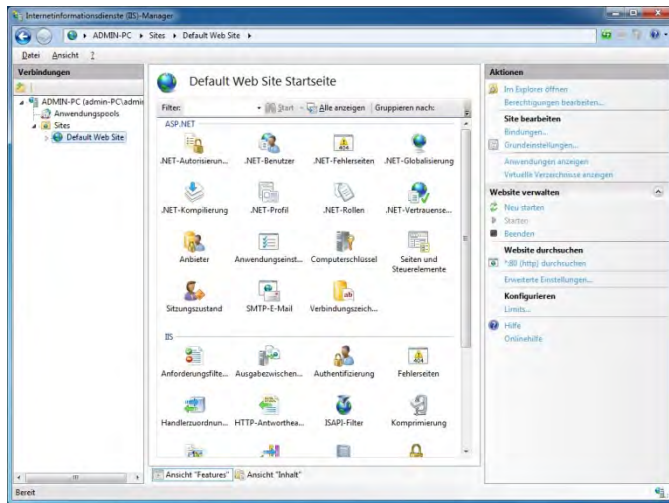 Internetinformationsdienste (IIS)-Manager
ADMIN-PC
Sites
Default Web Site
Datei Ansicht ?
Verbindungen
ADMIN-PC (admin-PC\admi
Anwendungspools
Sites
Default Web Site
Default Web Site Startseite
Filter: Start Alle anzeigen Gruppieren nach:
ASP.NET
.NET-Autorisierun... .NET-Benutzer .NET-Fehlerseiten .NET-Globalisierung
.NET-Kompilierung .NET-Profil .NET-Rollen .NET-Vertrauense...
Anbieter Anwendungseinst... Computerschlüssel Seiten und Steuerelemente
Sitzungszustand SMTP-E-Mail Verbindungszeich...
IIS
Anforderungsfilte... Ausgabezwischen... Authentifizierung Fehlerseiten
Handlerzuordnun... HTTP-Antworthea... ISAPI-Filter Komprimierung
Ansicht "Features" Ansicht "Inhalt"
Aktionen
Im Explorer öffnen
Berechtigungen bearbeiten...
Site bearbeiten
Bindungen...
Grundeinstellungen...
Anwendungen anzeigen
Virtuelle Verzeichnisse anzeigen
Website verwalten
Neu starten
Starten
Beenden
Website durchsuchen
*:80 (http) durchsuchen
Erweiterte Einstellungen...
Konfigurieren
Limits...
Hilfe
Onlinehilfe
Bereit